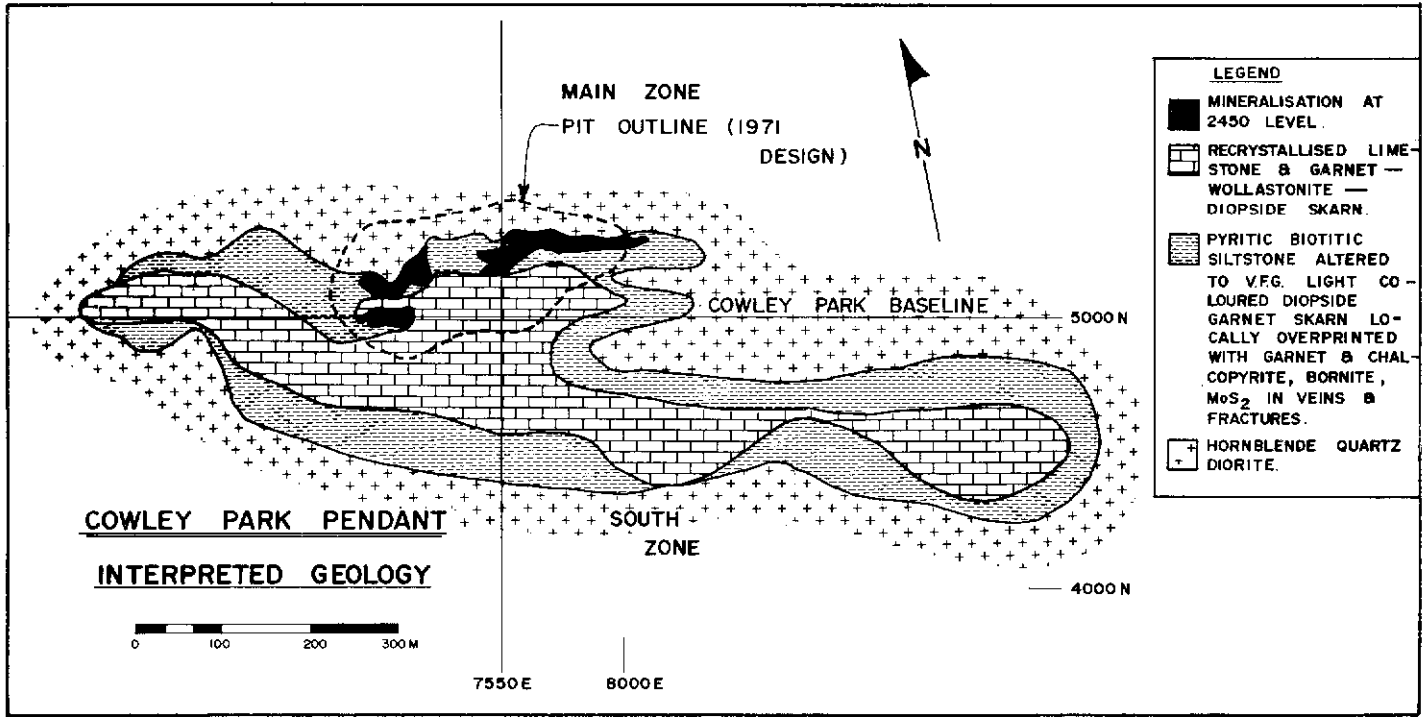 MAIN ZONE
PIT OUTLINE (1971
DESIGN)
N
COWLEY PARK BASELINE
5000 N
SOUTH
ZONE
4000 N
COWLEY PARK PENDANT
INTERPRETED GEOLOGY
0 100 200 300 M
7550 E 8000 E
LEGEND
MINERALISATION AT
2450 LEVEL.
RECRYSTALLISED LIME-
STONE & GARNET —
WOLLASTONITE —
DIOPSIDE SKARN.
PYRITIC BIOTITIC
SILTSTONE ALTERED
TO V.F.G. LIGHT CO-
LOURED DIOPSIDE
GARNET SKARN LO-
CALLY OVERPRINTED
WITH GARNET & CHAL-
COPYRITE, BORNITE,
MoS2 IN VEINS &
FRACTURES.
HORNBLENDE QUARTZ
DIORITE.